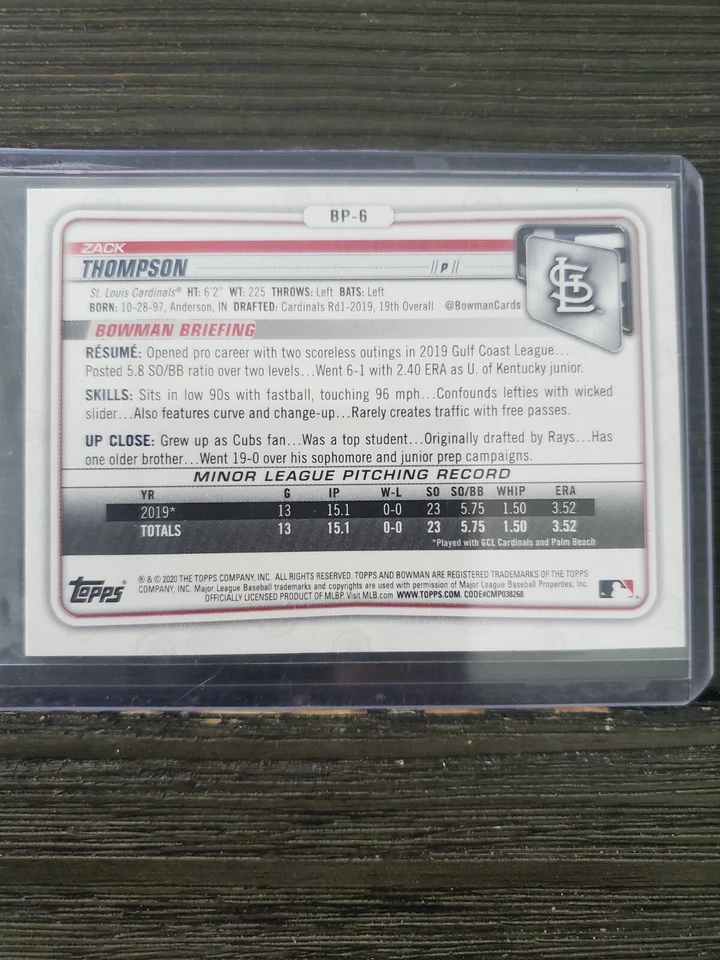 BP-6
ZACK
THOMPSON //P//
St. Louis Cardinals® HT: 6'2" WT: 225 THROWS: Left BATS: Left
BORN: 10-28-97, Anderson, IN DRAFTED: Cardinals Rd1-2019, 19th Overall @BowmanCards
STL
BOWMAN BRIEFING
RÉSUMÉ: Opened pro career with two scoreless outings in 2019 Gulf Coast League...
Posted 5.8 SO/BB ratio over two levels...Went 6-1 with 2.40 ERA as U. of Kentucky junior.
SKILLS: Sits in low 90s with fastball, touching 96 mph...Confounds lefties with wicked
slider...Also features curve and change-up...Rarely creates traffic with free passes.
UP CLOSE: Grew up as Cubs fan...Was a top student...Originally drafted by Rays...Has
one older brother...Went 19-0 over his sophomore and junior prep campaigns.
MINOR LEAGUE PITCHING RECORD
YR G IP W-L SO SO/BB WHIP ERA
2019* 13 15.1 0-0 23 5.75 1.50 3.52
TOTALS 13 15.1 0-0 23 5.75 1.50 3.52
*Played with GCL Cardinals and Palm Beach
Topps®
® & © 2020 THE TOPPS COMPANY, INC. ALL RIGHTS RESERVED. TOPPS AND BOWMAN ARE REGISTERED TRADEMARKS OF THE TOPPS
COMPANY, INC. Major League Baseball trademarks and copyrights are used with permission of Major League Baseball Properties, Inc.
OFFICIALLY LICENSED PRODUCT OF MLBP. Visit MLB.com WWW.TOPPS.COM. CODE#CMP038268